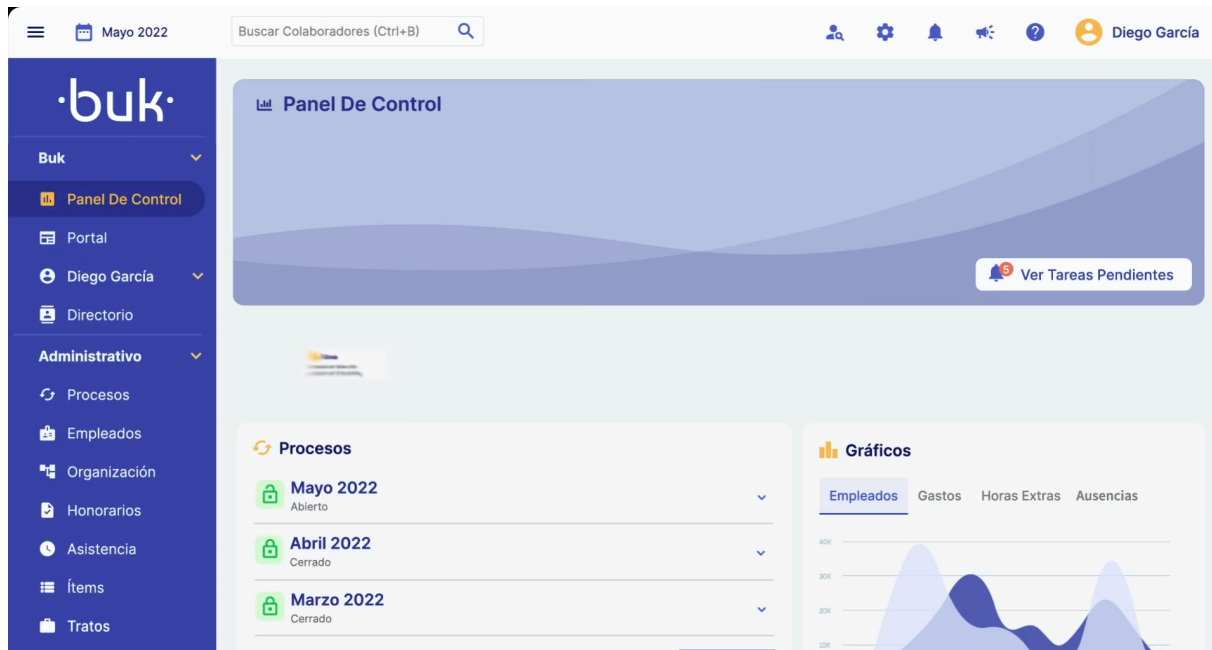 Mayo 2022
Buscar Colaboradores (Ctrl+B)
Diego García
·buk·
Buk
Panel De Control
Portal
Diego García
Directorio
Administrativo
Procesos
Empleados
Organización
Honorarios
Asistencia
Ítems
Tratos
Panel De Control
5
Ver Tareas Pendientes
Procesos
Mayo 2022
Abierto
Abril 2022
Cerrado
Marzo 2022
Cerrado
Gráficos
Empleados Gastos Horas Extras Ausencias
40K
30K
20K